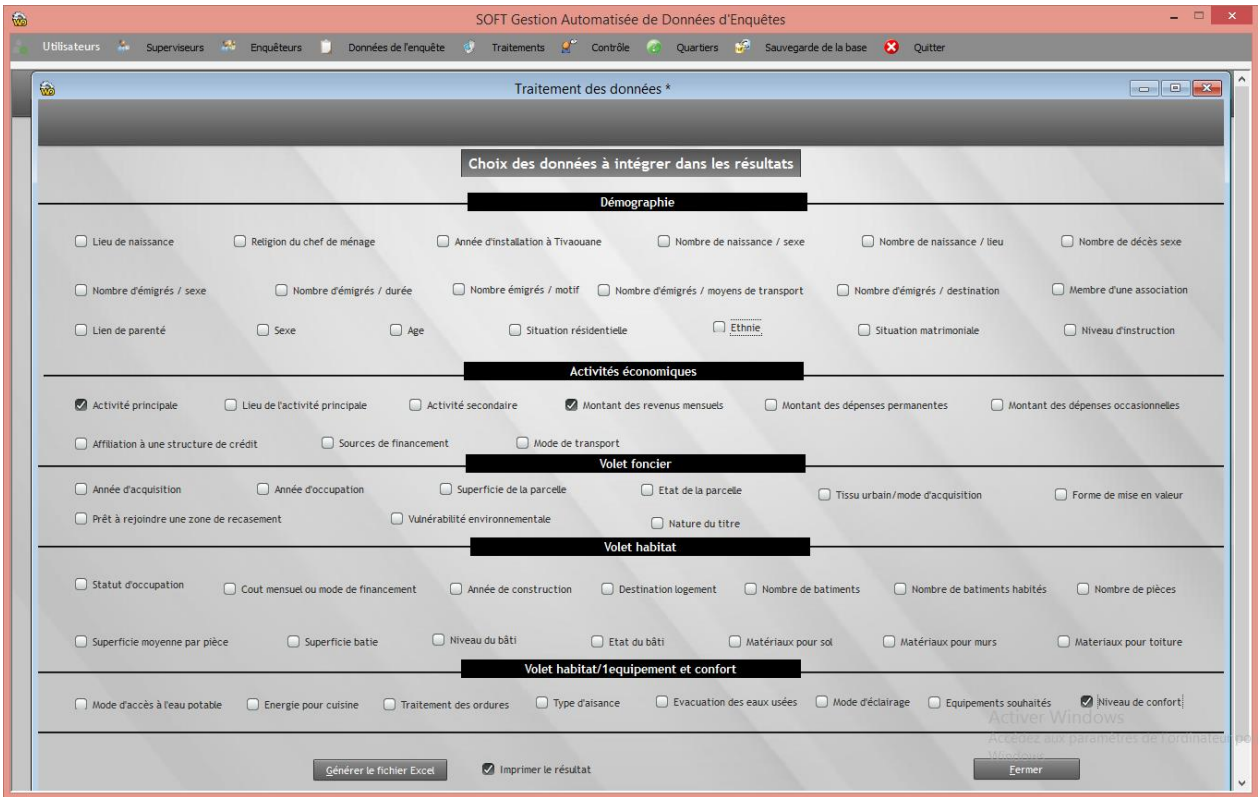 SOFT Gestion Automatisée de Données d'Enquêtes
Utilisateurs Superviseurs Enquêteurs Données de l'enquête Traitements Contrôle Quartiers Sauvegarde de la base Quitter
Traitement des données *
Choix des données à intégrer dans les résultats
Démographie
Lieu de naissance Religion du chef de ménage Année d'installation à Tivaouane Nombre de naissance / sexe Nombre de naissance / lieu Nombre de décès sexe
Nombre d'émigrés / sexe Nombre d'émigrés / durée Nombre émigrés / motif Nombre d'émigrés / moyens de transport Nombre d'émigrés / destination Membre d'une association
Lien de parenté Sexe Age Situation résidentielle Ethnie Situation matrimoniale Niveau d'instruction
Activités économiques
Activité principale Lieu de l'activité principale Activité secondaire Montant des revenus mensuels Montant des dépenses permanentes Montant des dépenses occasionnelles
Affiliation à une structure de crédit Sources de financement Mode de transport
Volet foncier
Année d'acquisition Année d'occupation Superficie de la parcelle Etat de la parcelle Tissu urbain/mode d'acquisition Forme de mise en valeur
Prêt à rejoindre une zone de recasement Vulnérabilité environnementale Nature du titre
Volet habitat
Statut d'occupation Cout mensuel ou mode de financement Année de construction Destination logement Nombre de batiments Nombre de batiments habités Nombre de pièces
Superficie moyenne par pièce Superficie batie Niveau du bâti Etat du bâti Matériaux pour sol Matériaux pour murs Materiaux pour toiture
Volet habitat/1equipement et confort
Mode d'accès à l'eau potable Energie pour cuisine Traitement des ordures Type d'aisance Evacuation des eaux usées Mode d'éclairage Equipements souhaités Niveau de confort
Activer Windows
Accédez aux paramètres de l'ordinateur po
Windows.
Générer le fichier Excel Imprimer le résultat Fermer